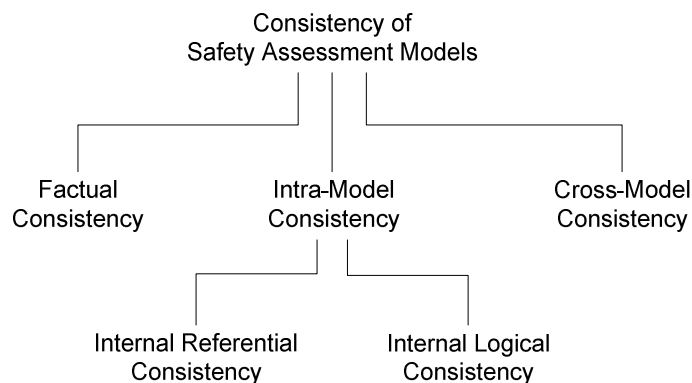 Consistency of
Safety Assessment Models
Factual
Consistency
Intra-Model
Consistency
Cross-Model
Consistency
Internal Referential
Consistency
Internal Logical
Consistency